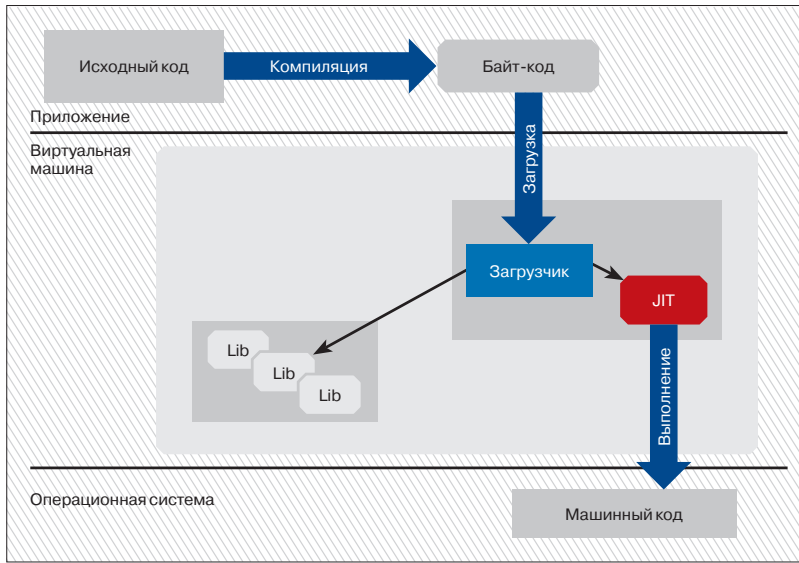 Исходный код
Компиляция
Байт-код
Приложение
Виртуальная
машина
Загрузка
Загрузчик
JIT
Lib
Lib
Lib
Выполнение
Операционная система
Машинный код